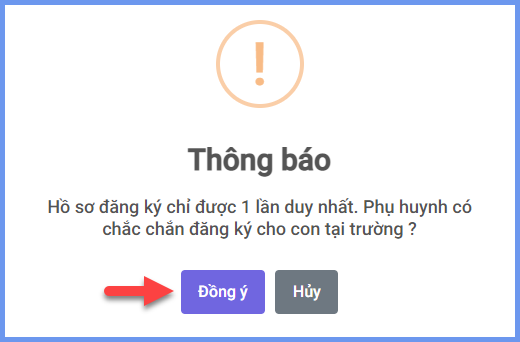 !
Thông báo
Hồ sơ đăng ký chỉ được 1 lần duy nhất. Phụ huynh có
chắc chắn đăng ký cho con tại trường ?
Đồng ý Hủy